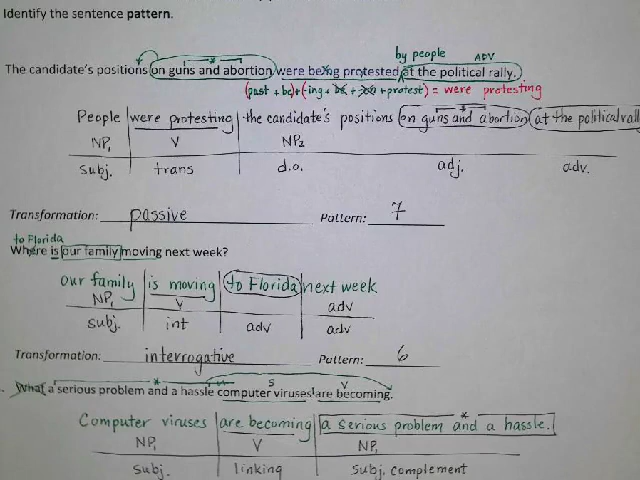 Identify the sentence pattern.
by people ADV
The candidate's positions on guns and abortion were being protested at the political rally.
(past + be) + (-ing + be + -en + protest) = were protesting
People were protesting the candidate's positions on guns and abortion at the political rall
NP₁ V NP₂
Subj. trans d.o. adj. adv.
Transformation: passive Pattern: 7
to Florida
Where is our family moving next week?
our family is moving to Florida next week
NP₁ V adv
subj. int adv adv
Transformation: interrogative Pattern: 6
S V
What a serious problem and a hassle computer viruses are becoming.
Computer viruses are becoming a serious problem and a hassle.
NP₁ V NP₁
Subj. linking Subj. complement